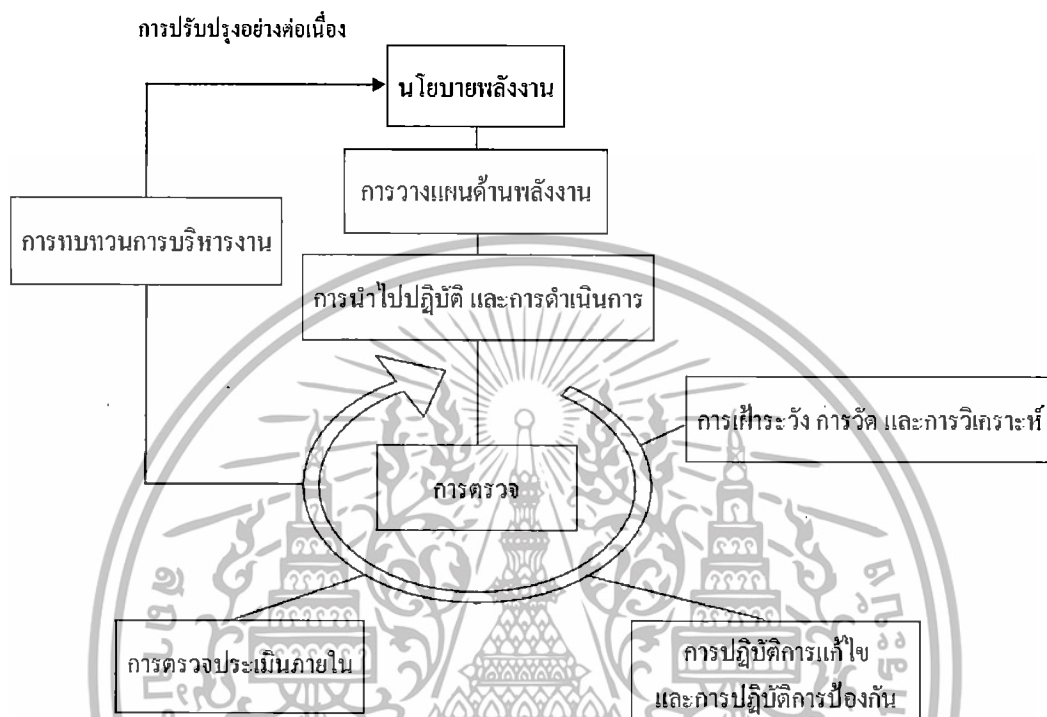 การปรับปรุงอย่างต่อเนื่อง
นโยบายพลังงาน
การวางแผนด้านพลังงาน
การทบทวนการบริหารงาน
การนำไปปฏิบัติ และการดำเนินการ
การเฝ้าระวัง การวัด และการวิเคราะห์
การตรวจ
การตรวจประเมินภายใน
การปฏิบัติการแก้ไข
และการปฏิบัติการป้องกัน